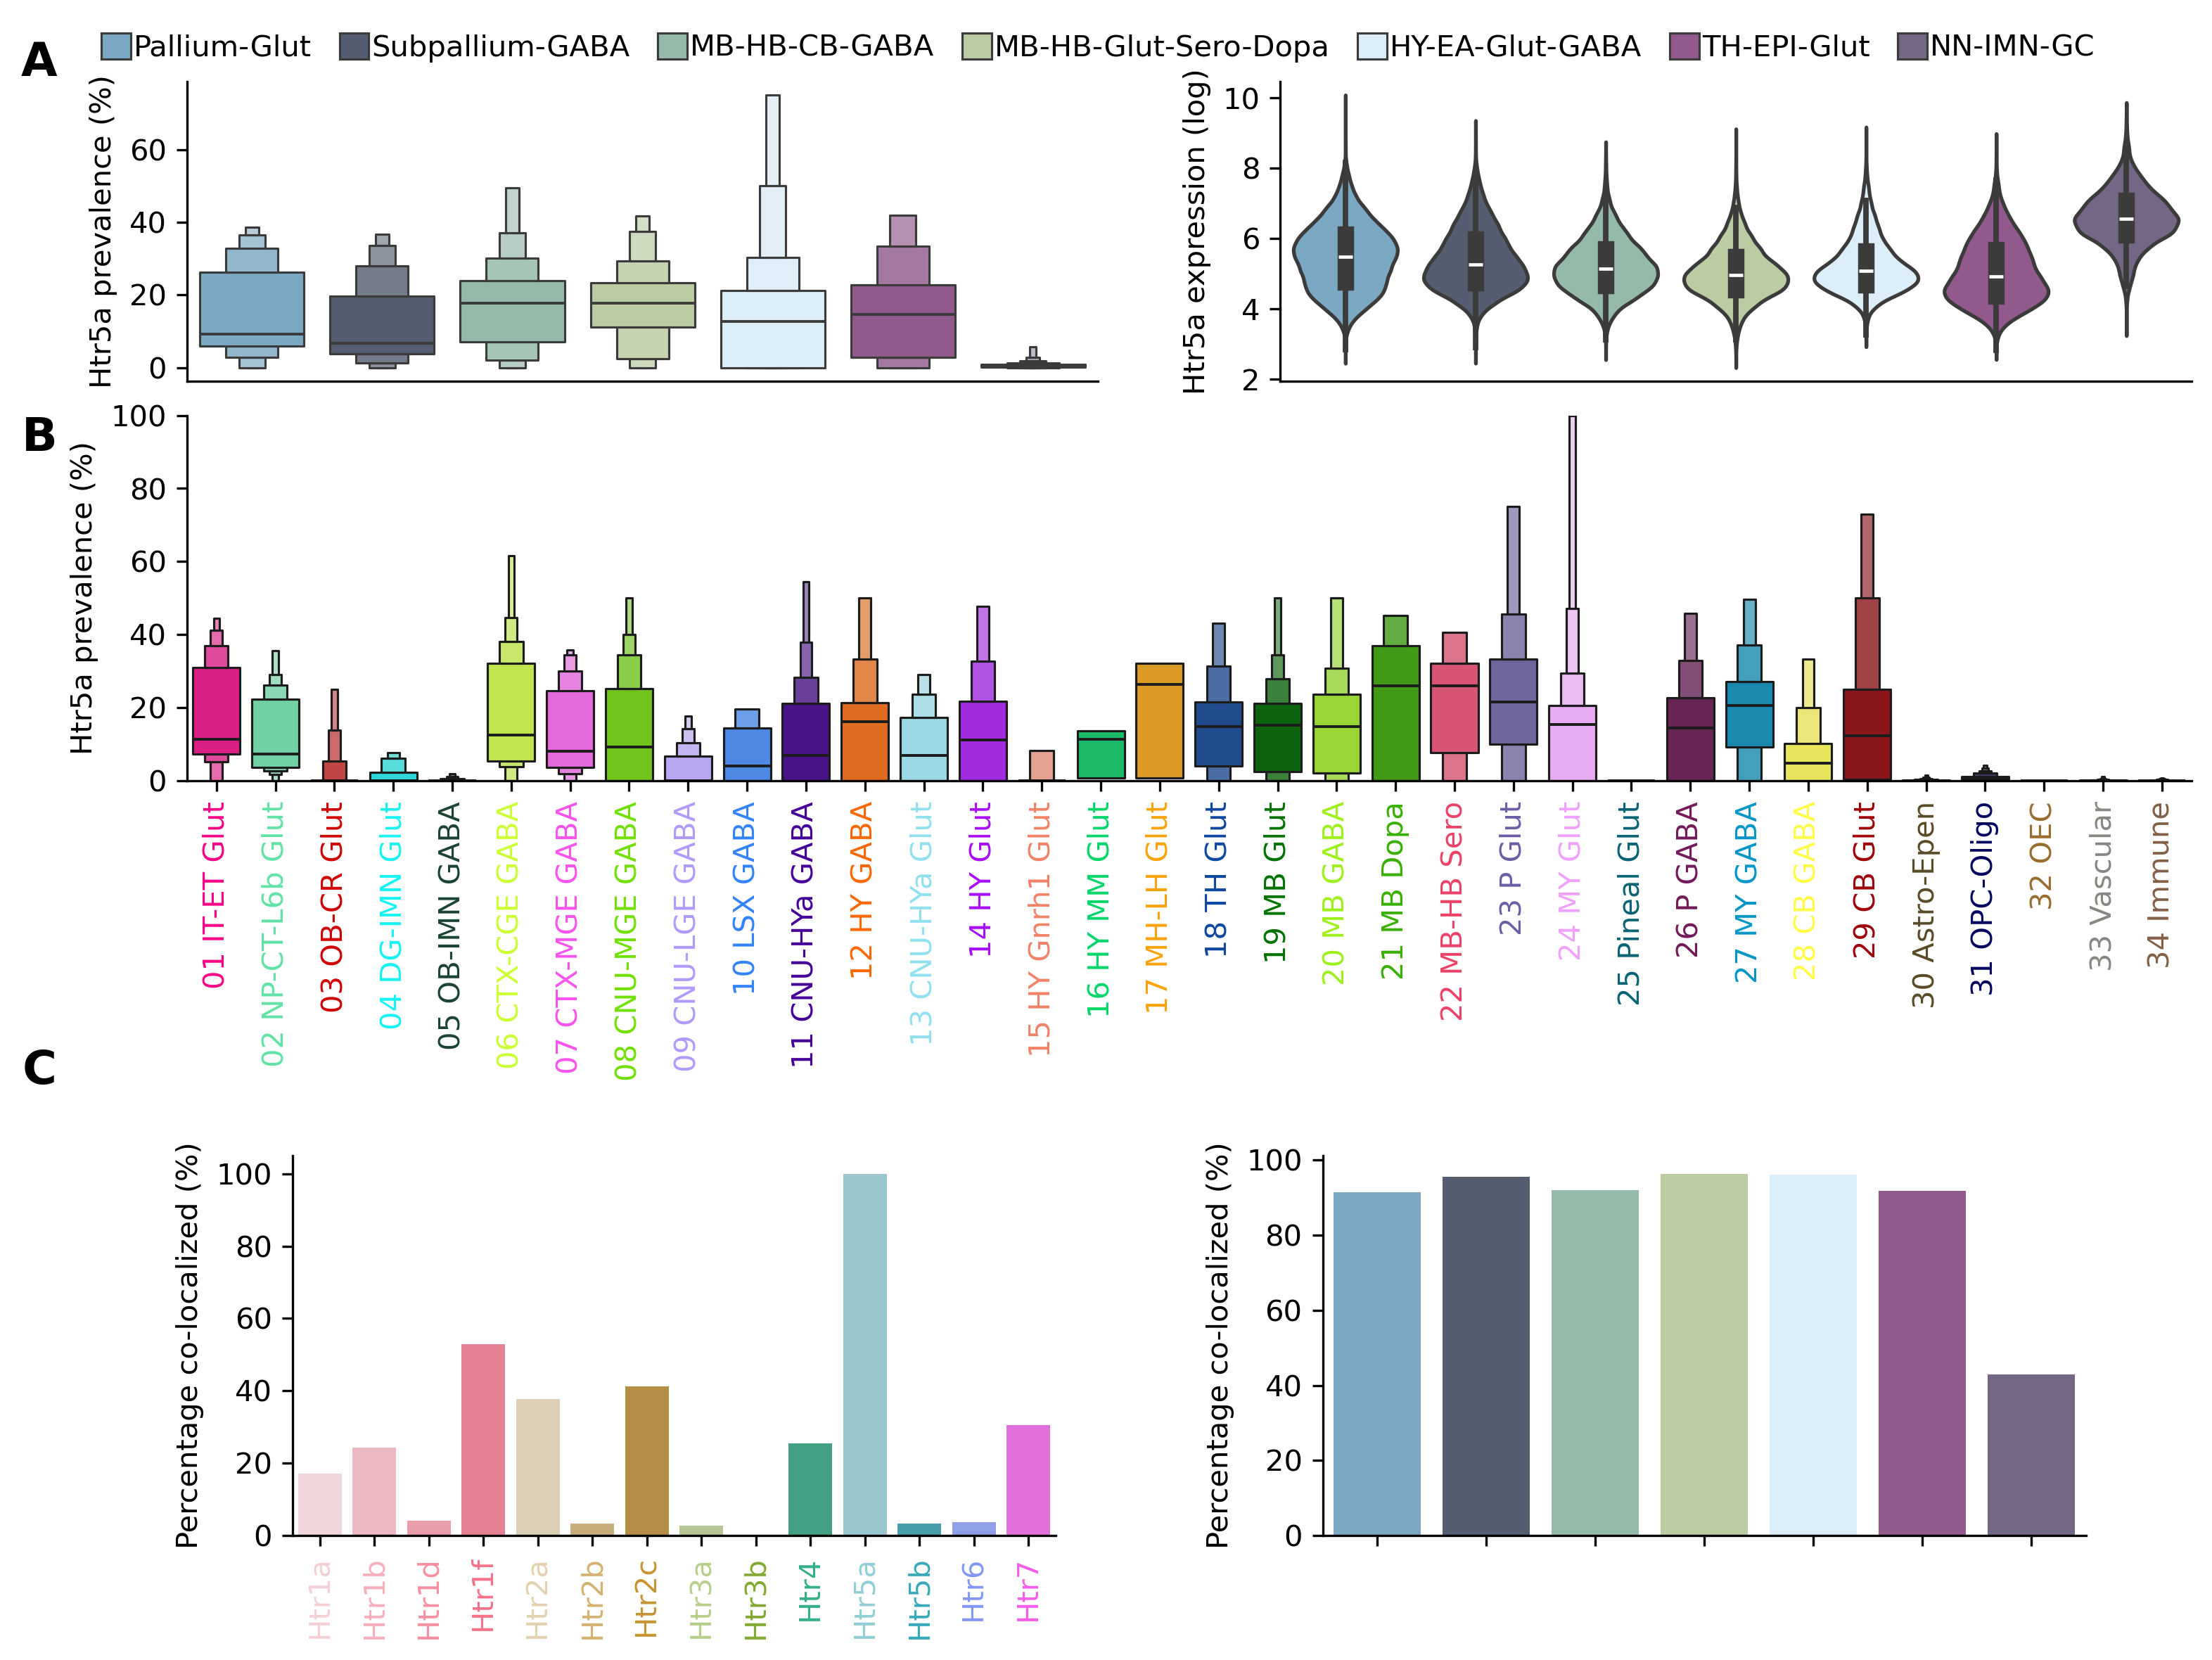 A
Pallium-Glut Subpallium-GABA MB-HB-CB-GABA MB-HB-Glut-Sero-Dopa HY-EA-Glut-GABA TH-EPI-Glut NN-IMN-GC
Htr5a prevalence (%)
60
40
20
0
Htr5a expression (log)
10
8
6
4
2
B
Htr5a prevalence (%)
100
80
60
40
20
0
01 IT-ET Glut
02 NP-CT-L6b Glut
03 OB-CR Glut
04 DG-IMN Glut
05 OB-IMN GABA
06 CTX-CGE GABA
07 CTX-MGE GABA
08 CNU-MGE GABA
09 CNU-LGE GABA
10 LSX GABA
11 CNU-HYa GABA
12 HY GABA
13 CNU-HYa Glut
14 HY Glut
15 HY Gnrh1 Glut
16 HY MM Glut
17 MH-LH Glut
18 TH Glut
19 MB Glut
20 MB GABA
21 MB Dopa
22 MB-HB Sero
23 P Glut
24 MY Glut
25 Pineal Glut
26 P GABA
27 MY GABA
28 CB GABA
29 CB Glut
30 Astro-Epen
31 OPC-Oligo
32 OEC
33 Vascular
34 Immune
C
Percentage co-localized (%)
100
80
60
40
20
0
Htr1a
Htr1b
Htr1d
Htr1f
Htr2a
Htr2b
Htr2c
Htr3a
Htr3b
Htr4
Htr5a
Htr5b
Htr6
Htr7
Percentage co-localized (%)
100
80
60
40
20
0